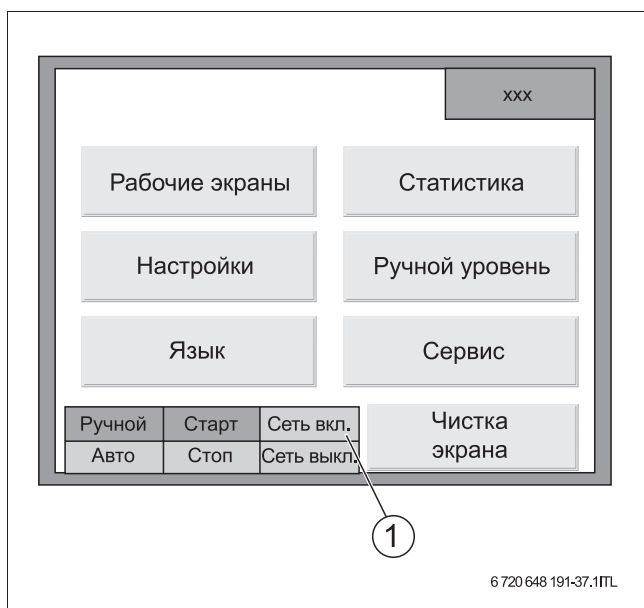 xxx
Рабочие экраны
Статистика
Настройки
Ручной уровень
Язык
Сервис
Ручной
Старт
Сеть вкл.
Чистка
экрана
Авто
Стоп
Сеть выкл.
1
6 720 648 191-37.1ITL